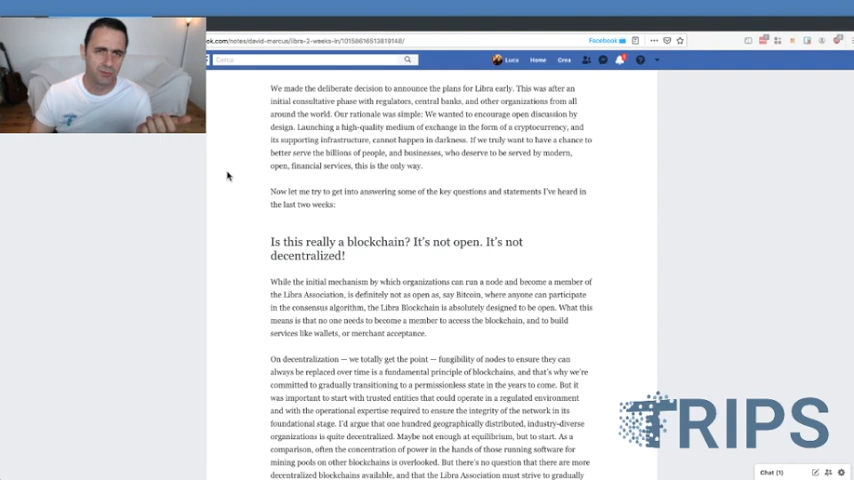 ok.com/notes/david-marcus/libra-2-weeks-in/10158616513819148/
Facebook
Cerca
Luca Home Crea
We made the deliberate decision to announce the plans for Libra early. This was after an
initial consultative phase with regulators, central banks, and other organizations from all
around the world. Our rationale was simple: We wanted to encourage open discussion by
design. Launching a high-quality medium of exchange in the form of a cryptocurrency, and
its supporting infrastructure, cannot happen in darkness. If we truly want to have a chance to
better serve the billions of people, and businesses, who deserve to be served by modern,
open, financial services, this is the only way.
Now let me try to get into answering some of the key questions and statements I've heard in
the last two weeks:
Is this really a blockchain? It's not open. It's not
decentralized!
While the initial mechanism by which organizations can run a node and become a member of
the Libra Association, is definitely not as open as, say Bitcoin, where anyone can participate
in the consensus algorithm, the Libra Blockchain is absolutely designed to be open. What this
means is that no one needs to become a member to access the blockchain, and to build
services like wallets, or merchant acceptance.
On decentralization — we totally get the point — fungibility of nodes to ensure they can
always be replaced over time is a fundamental principle of blockchains, and that's why we're
committed to gradually transitioning to a permissionless state in the years to come. But it
was important to start with trusted entities that could operate in a regulated environment
and with the operational expertise required to ensure the integrity of the network in its
foundational stage. I'd argue that one hundred geographically distributed, industry-diverse
organizations is quite decentralized. Maybe not enough at equilibrium, but to start. As a
comparison, often the concentration of power in the hands of those running software for
mining pools on other blockchains is overlooked. But there's no question that there are more
decentralized blockchains available, and that the Libra Association must strive to gradually
TRIPS
Chat (1)